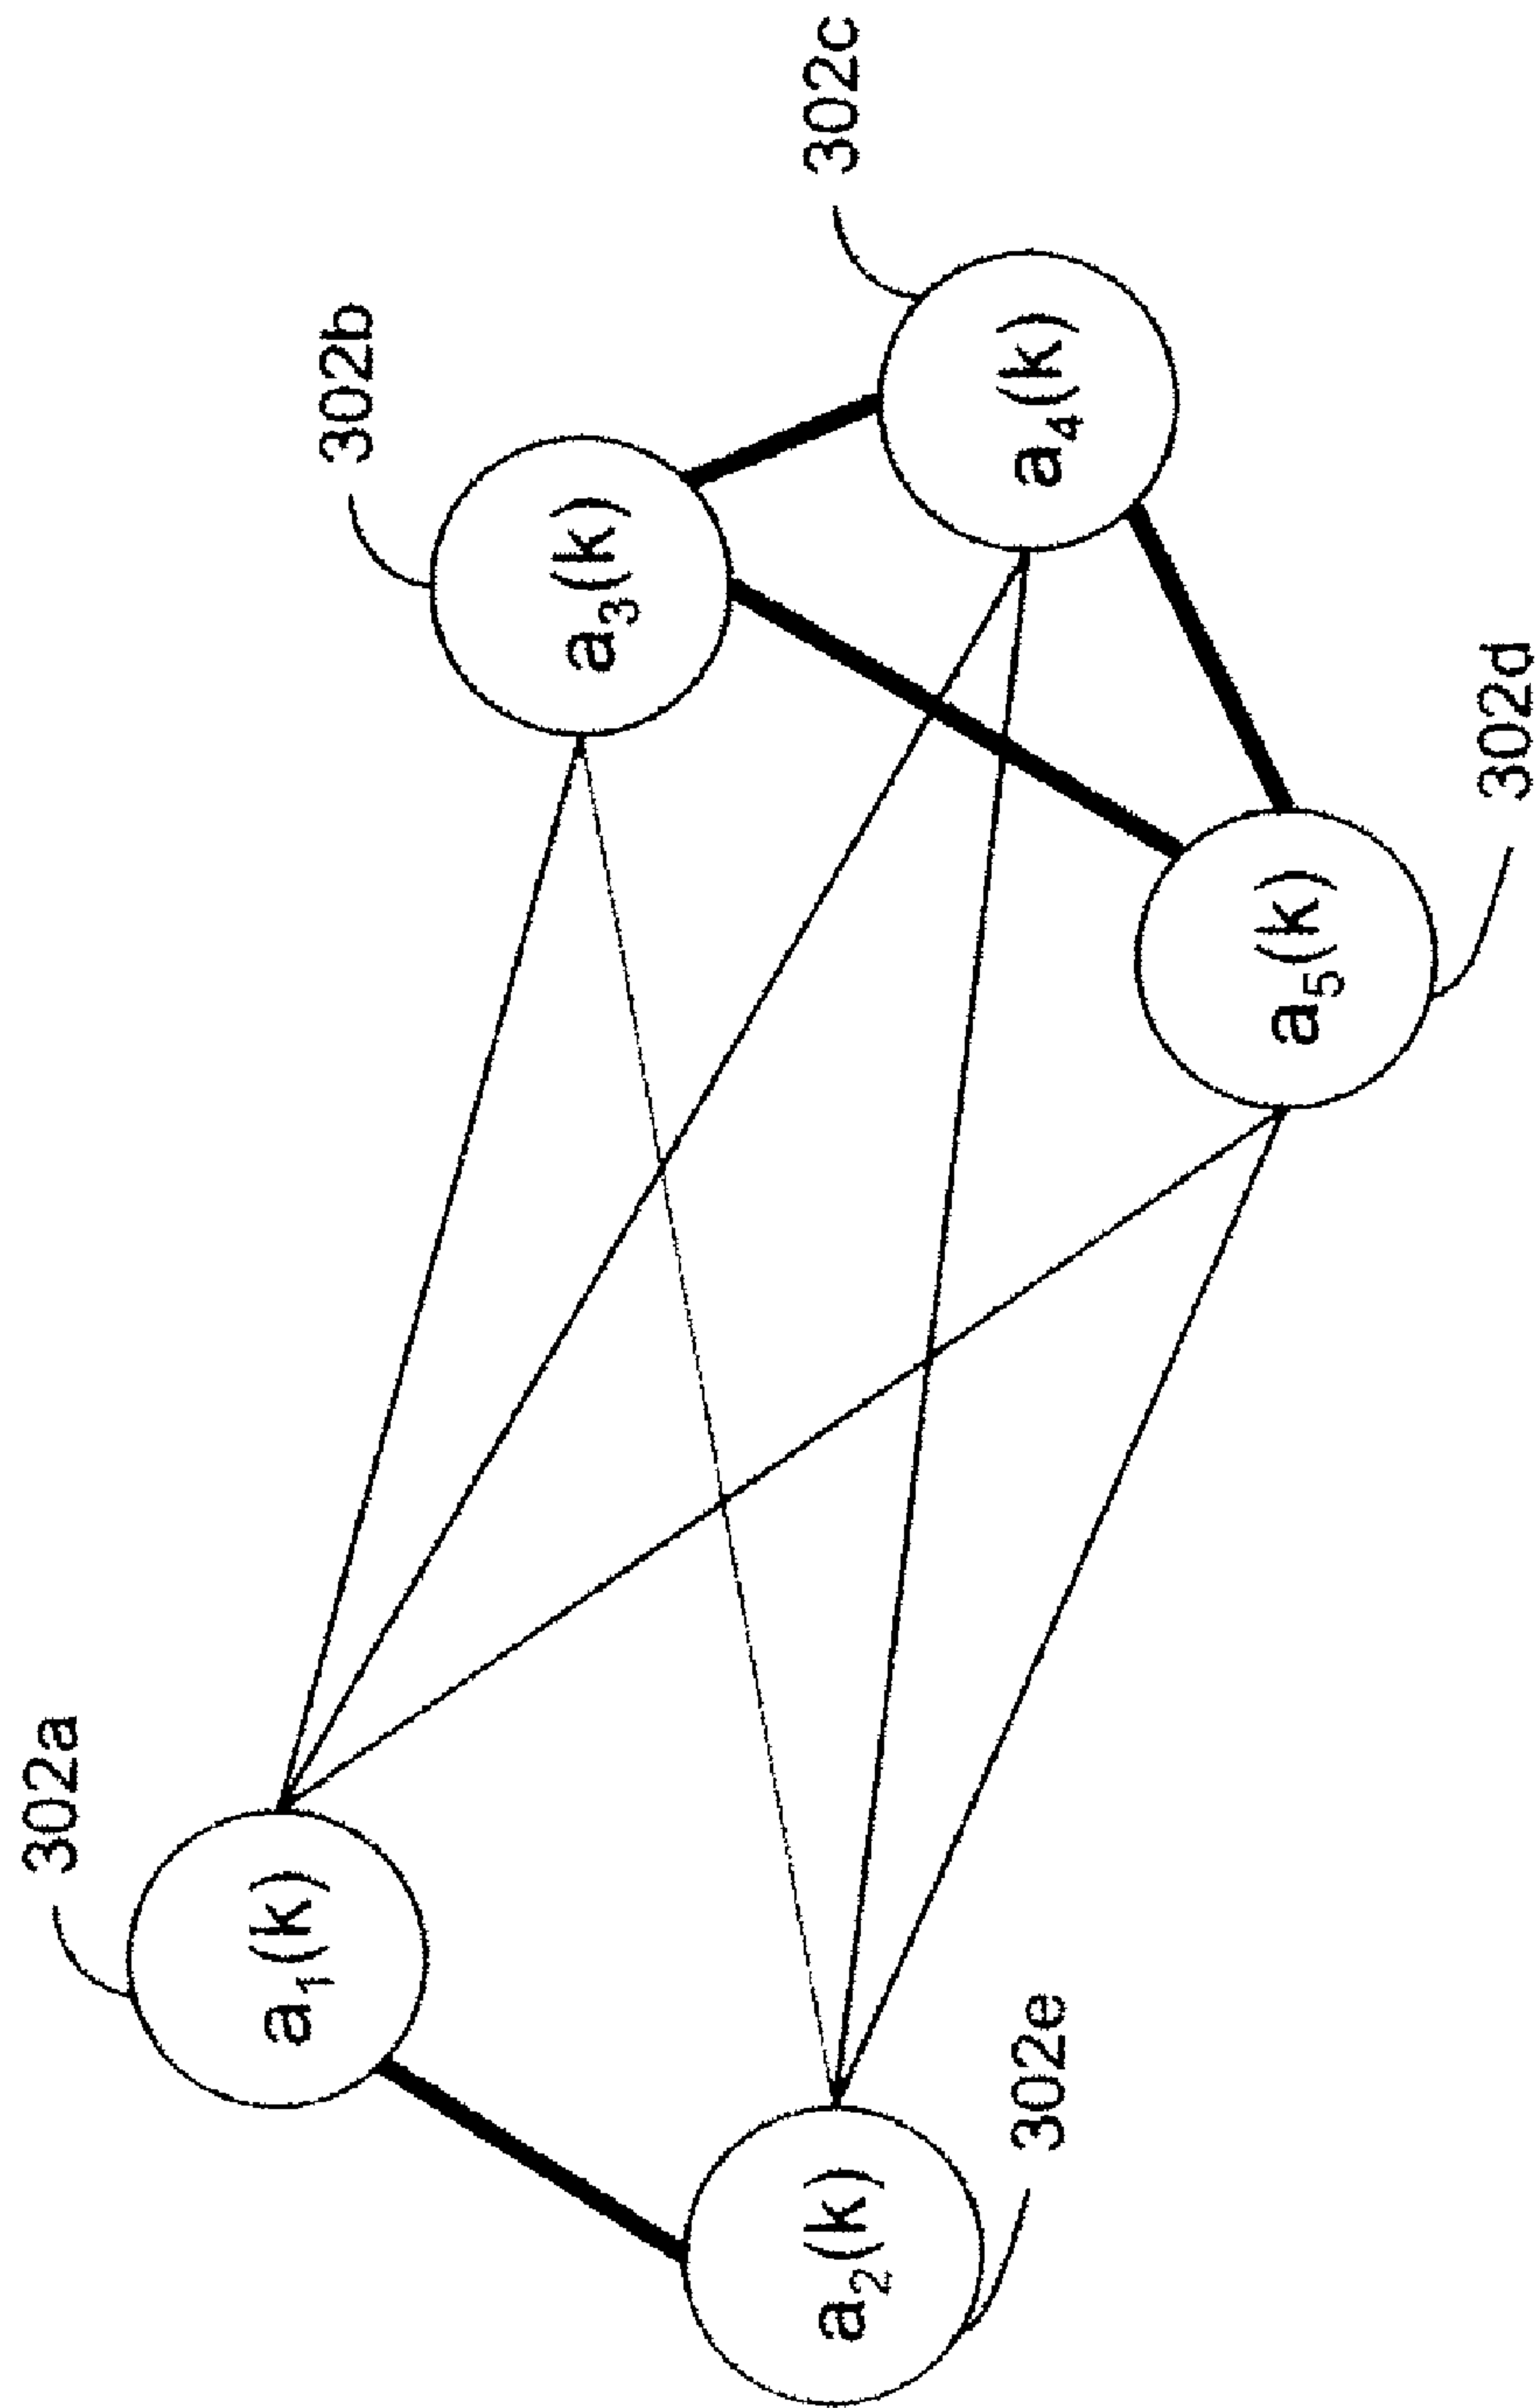 302a
a₁(k)
302e
a₂(k)
302b
a₃(k)
302c
a₄(k)
302d
a₅(k)